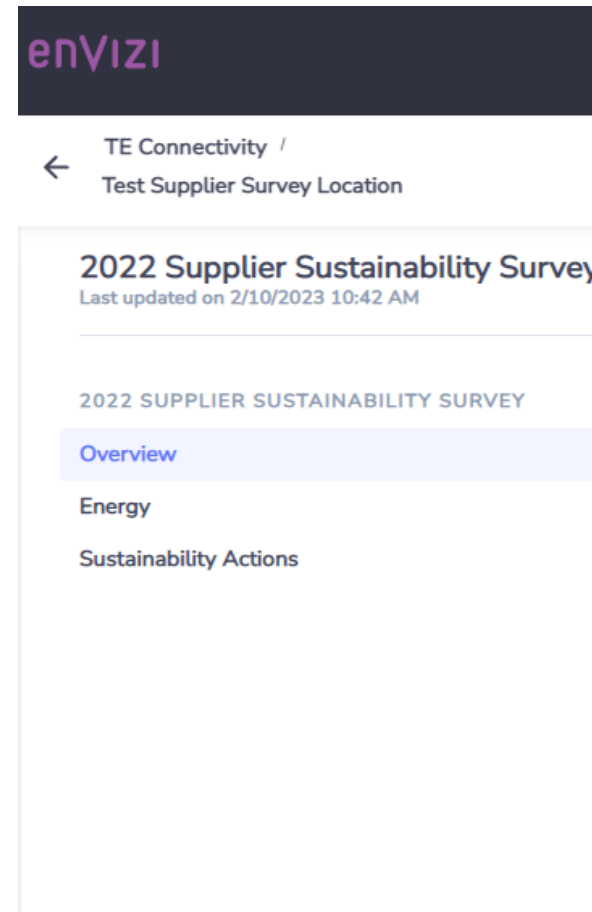 enVizi
TE Connectivity /
Test Supplier Survey Location
2022 Supplier Sustainability Survey
Last updated on 2/10/2023 10:42 AM
2022 SUPPLIER SUSTAINABILITY SURVEY
Overview
Energy
Sustainability Actions